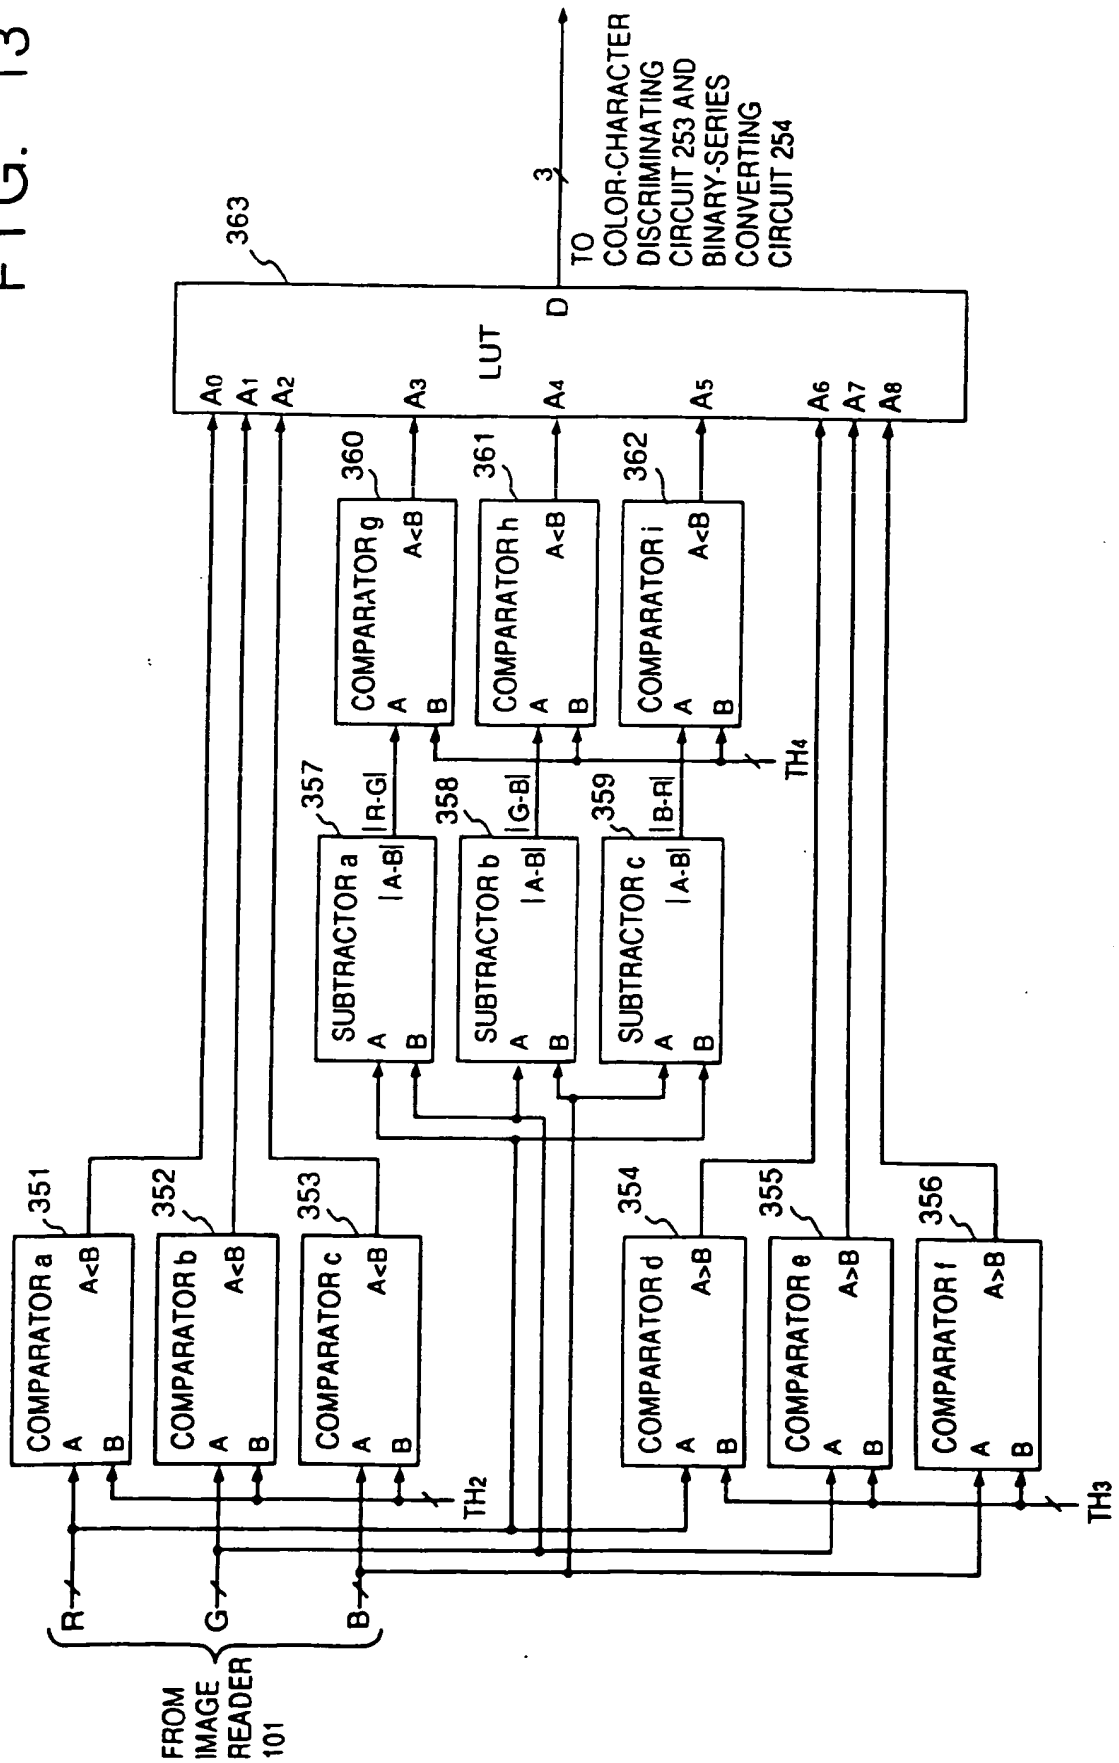 FIG. 13
FROM
IMAGE
READER
101
R
G
B
TH2
TH3
COMPARATOR a
A
B
A<B
351
COMPARATOR b
A
B
A<B
352
COMPARATOR c
A
B
A<B
353
COMPARATOR d
A
B
A>B
354
COMPARATOR e
A
B
A>B
355
COMPARATOR f
A
B
A>B
356
SUBTRACTOR a
A
B
|A-B|
357
|R-G|
SUBTRACTOR b
A
B
|A-B|
358
|G-B|
SUBTRACTOR c
A
B
|A-B|
359
|B-R|
TH4
COMPARATOR g
A
B
A<B
360
COMPARATOR h
A
B
A<B
361
COMPARATOR i
A
B
A<B
362
A0
A1
A2
A3
A4
A5
A6
A7
A8
LUT
D
363
3
TO
COLOR-CHARACTER
DISCRIMINATING
CIRCUIT 253 AND
BINARY-SERIES
CONVERTING
CIRCUIT 254